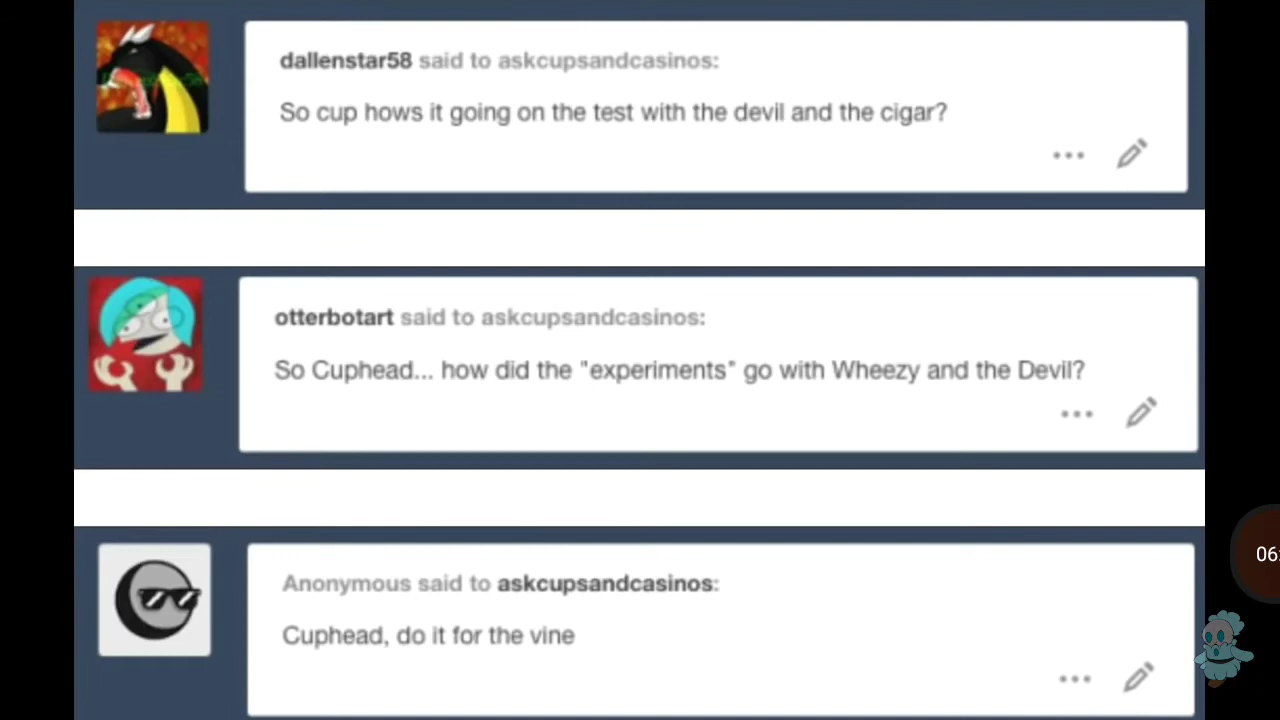 dallenstar58 said to askcupsandcasinos:
So cup hows it going on the test with the devil and the cigar?
otterbotart said to askcupsandcasinos:
So Cuphead... how did the "experiments" go with Wheezy and the Devil?
Anonymous said to askcupsandcasinos:
Cuphead, do it for the vine
06: